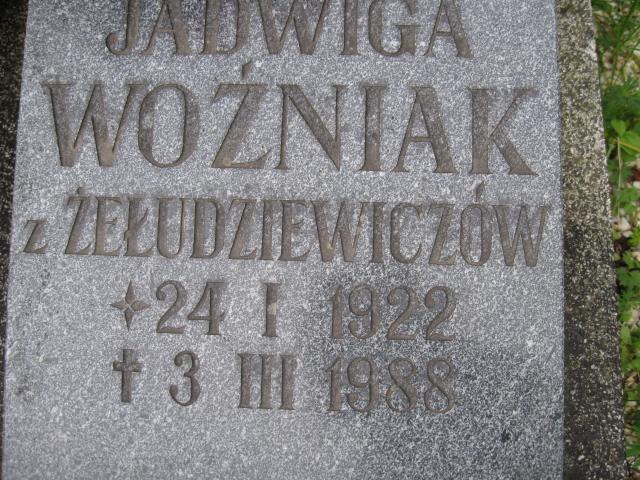 JADWIGA
WOŹNIAK
z ŻEŁUDZIEWICZÓW
✦ 24 I 1922
† 3 III 1988